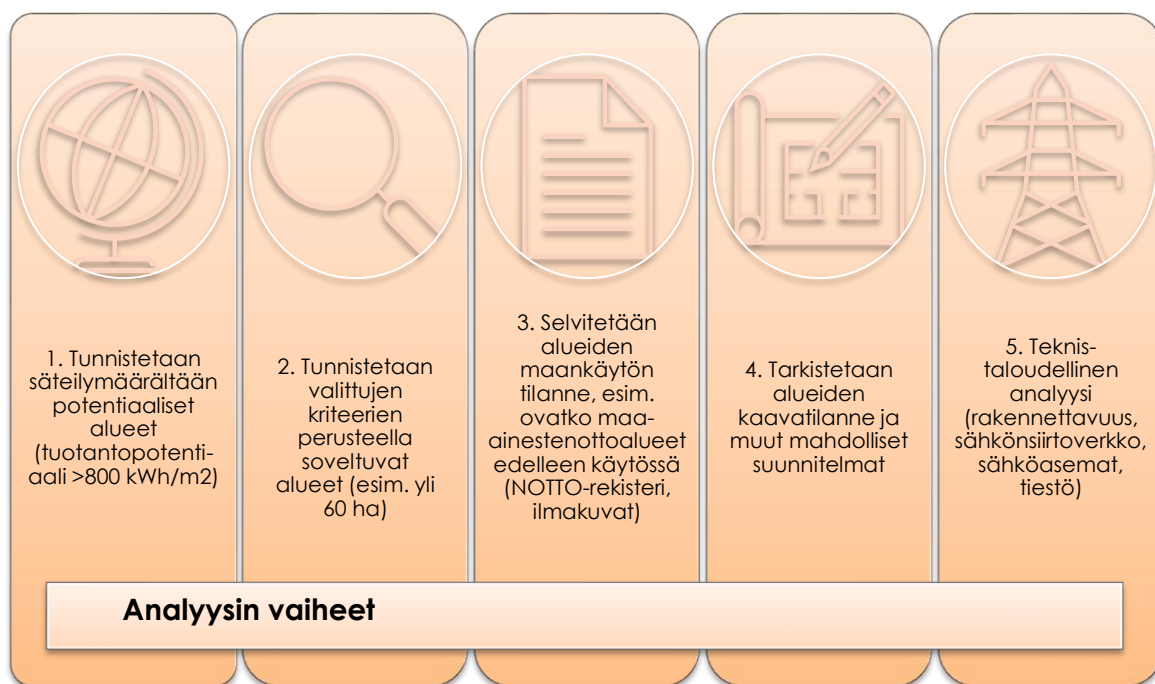 1. Tunnistetaan
säteilymäärältään
potentiaaliset
alueet
(tuotantopotenti-
aali >800 kWh/m2)
2. Tunnistetaan
valittujen
kriteerien
perusteella
soveltuvat
alueet (esim. yli
60 ha)
3. Selvitetään
alueiden
maankäytön
tilanne, esim.
ovatko maa-
ainestenottoalueet
edelleen käytössä
(NOTTO-rekisteri,
ilmakuvat)
4. Tarkistetaan
alueiden
kaavatilanne ja
muut mahdolliset
suunnitelmat
5. Teknis-
taloudellinen
analyysi
(rakennettavuus,
sähkönsiirtoverkko,
sähköasemat,
tiestö)
Analyysin vaiheet